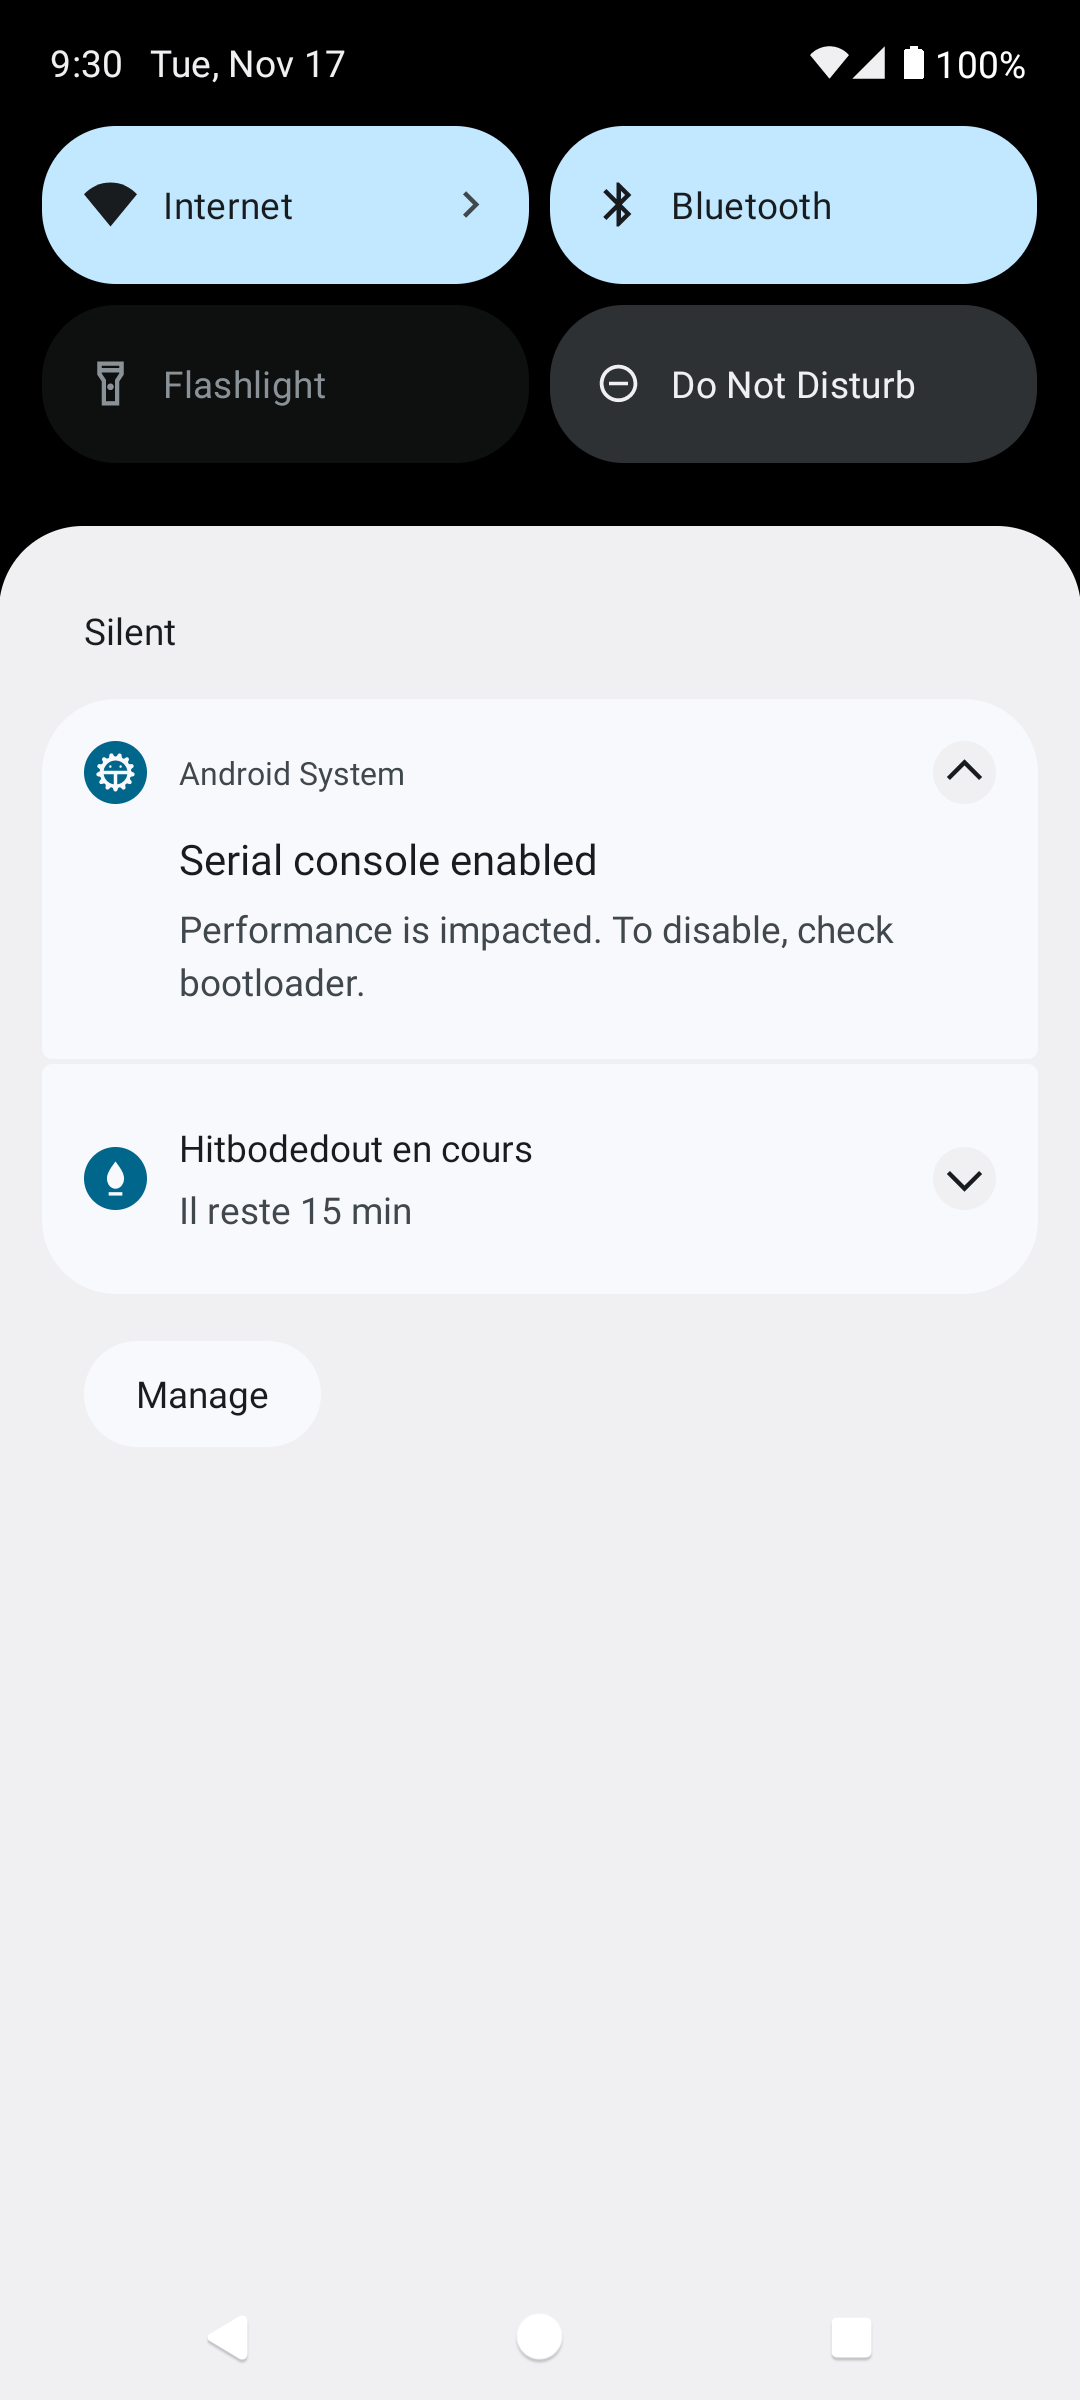 9:30 Tue, Nov 17 100%
Internet
Bluetooth
Flashlight
Do Not Disturb
Silent
Android System
Serial console enabled
Performance is impacted. To disable, check
bootloader.
Hitbodedout en cours
Il reste 15 min
Manage